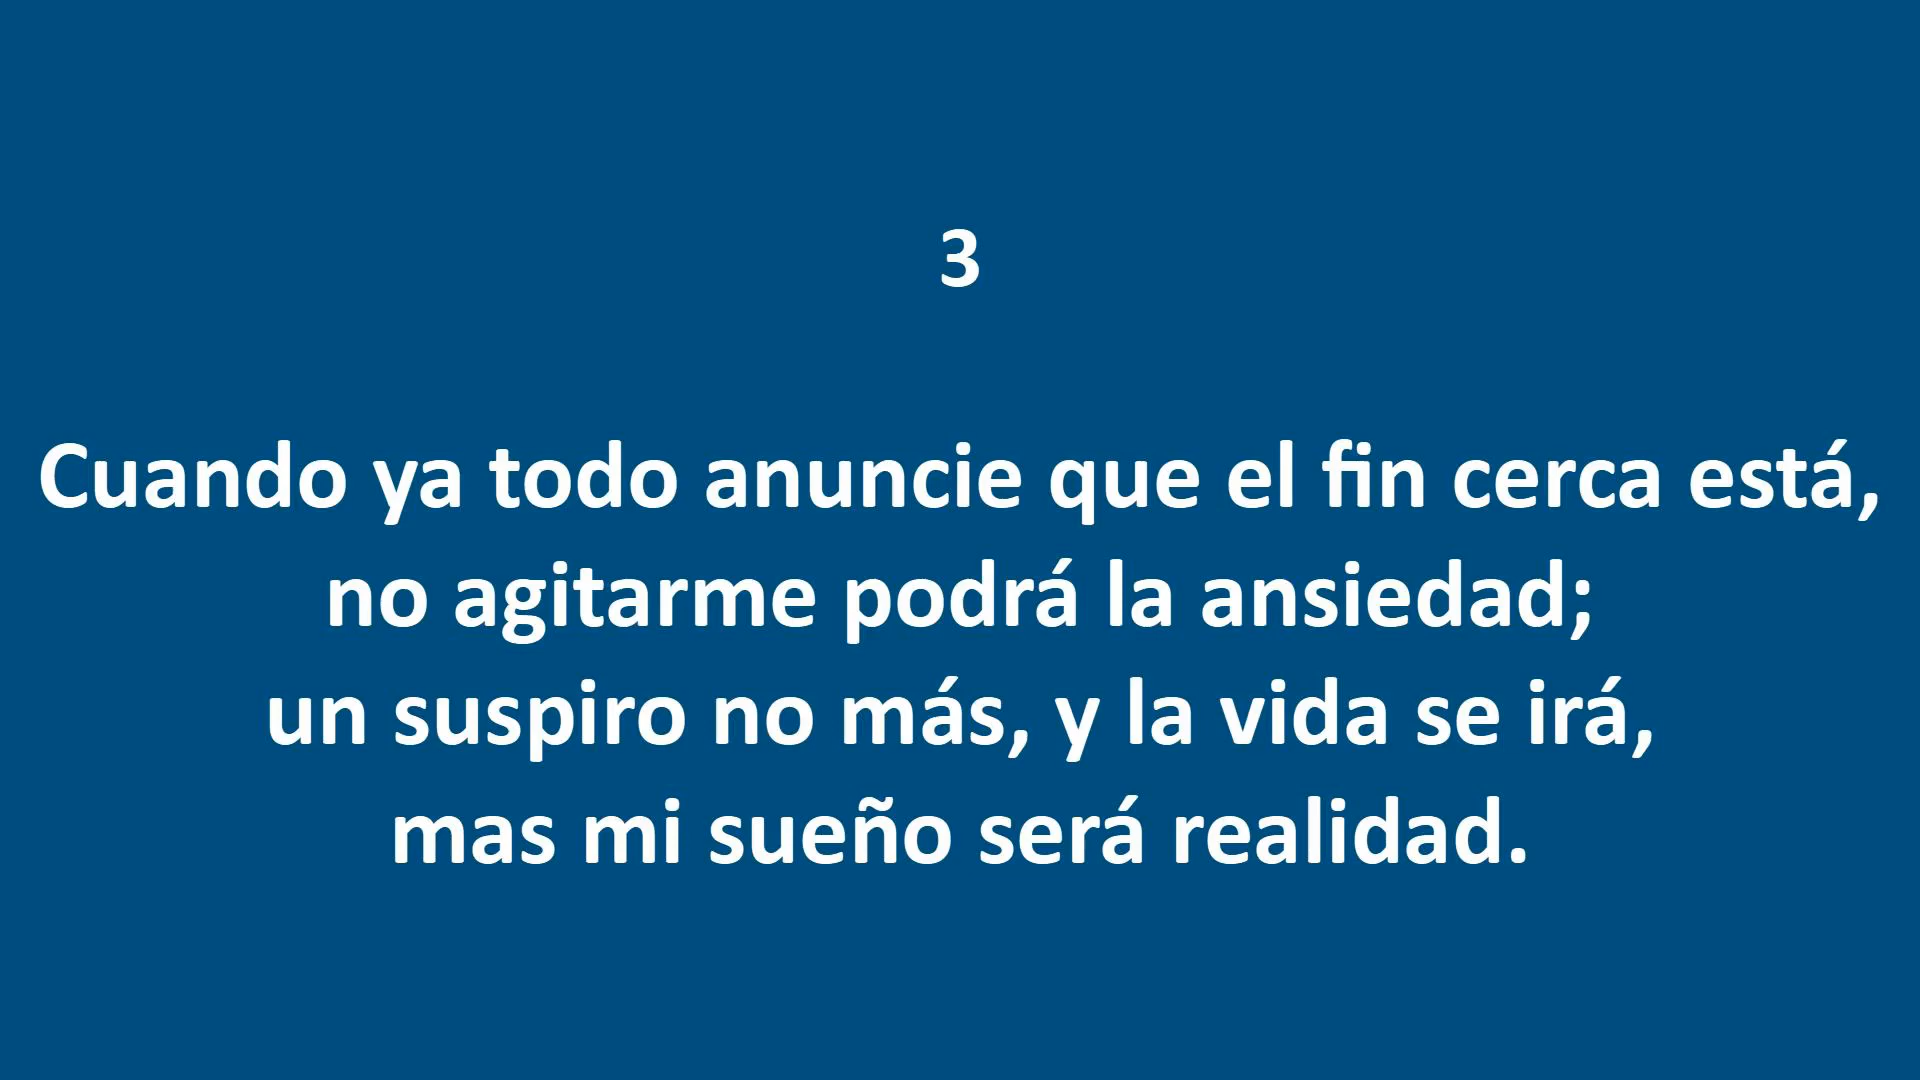 3
Cuando ya todo anuncie que el fin cerca está,
no agitarme podrá la ansiedad;
un suspiro no más, y la vida se irá,
mas mi sueño será realidad.